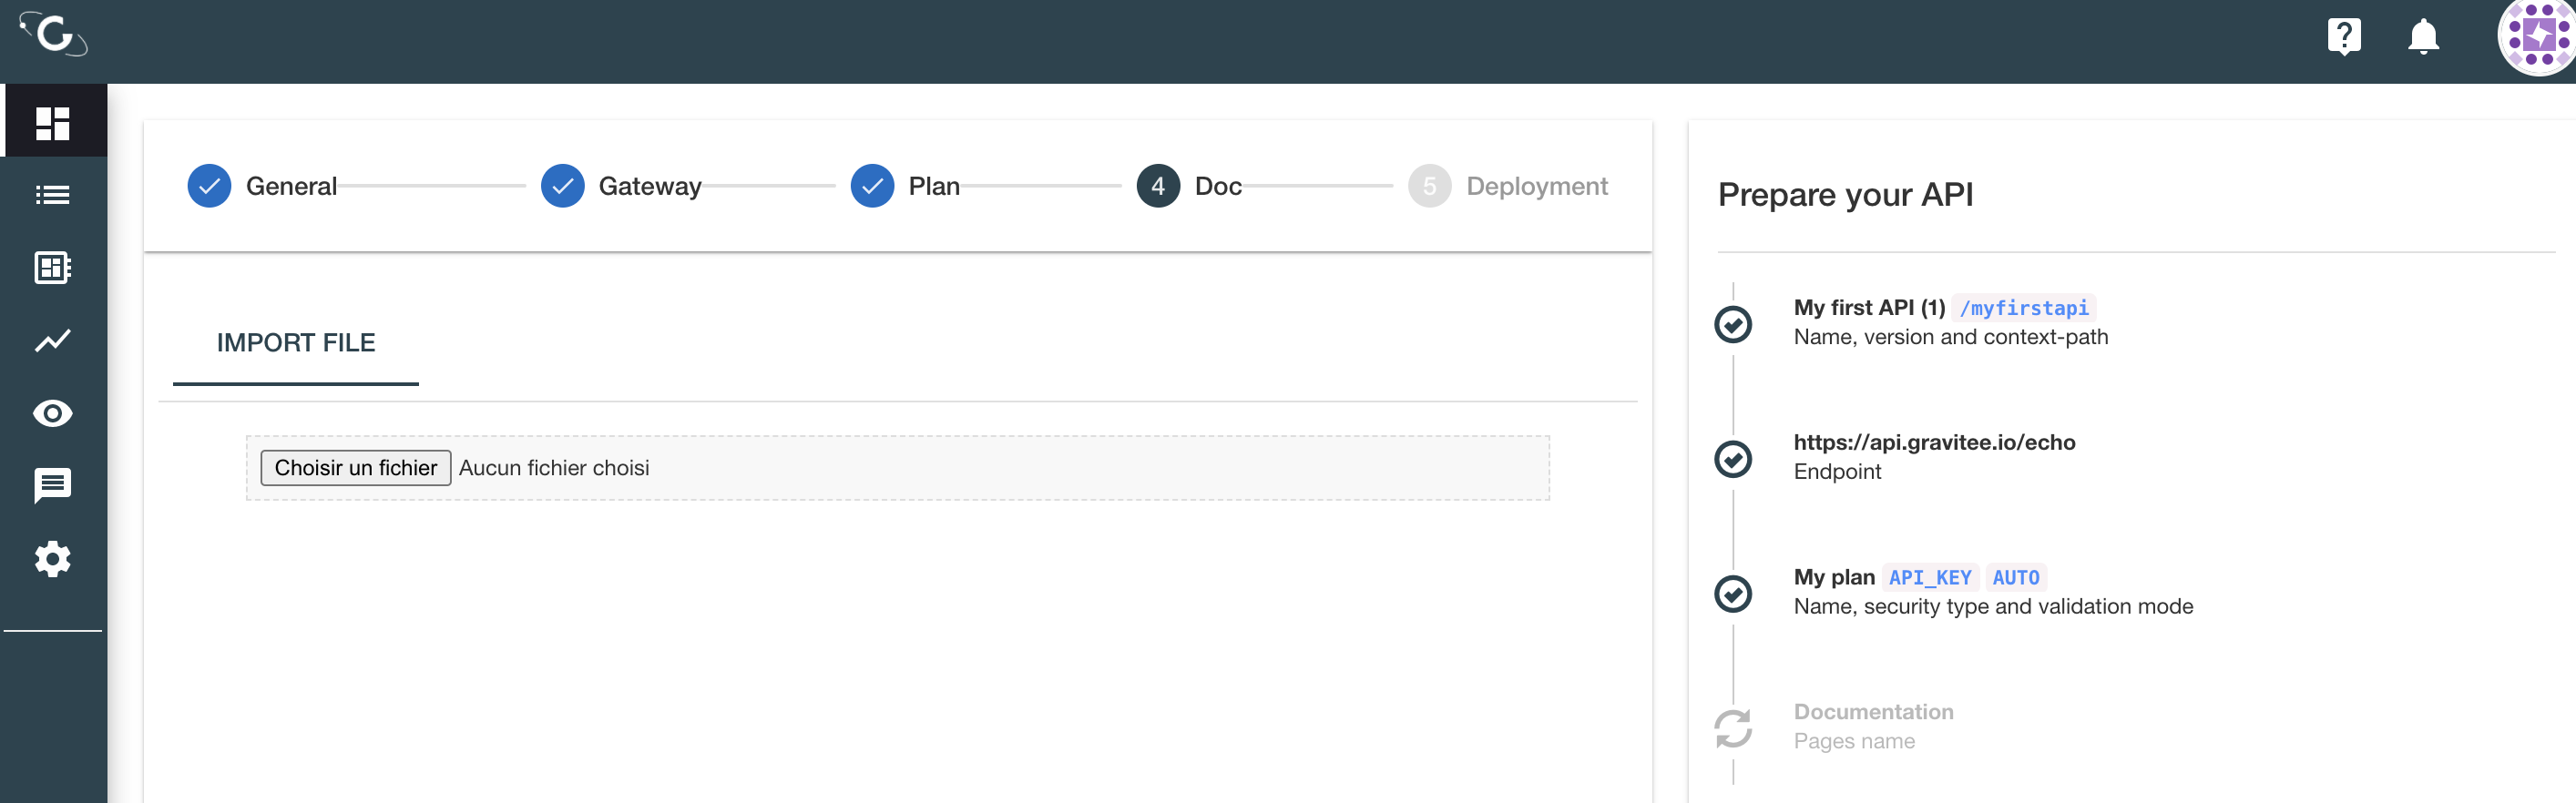 General
Gateway
Plan
4 Doc
5 Deployment
IMPORT FILE
Choisir un fichier Aucun fichier choisi
Prepare your API
My first API (1) /myfirstapi
Name, version and context-path
https://api.gravitee.io/echo
Endpoint
My plan API_KEY AUTO
Name, security type and validation mode
Documentation
Pages name